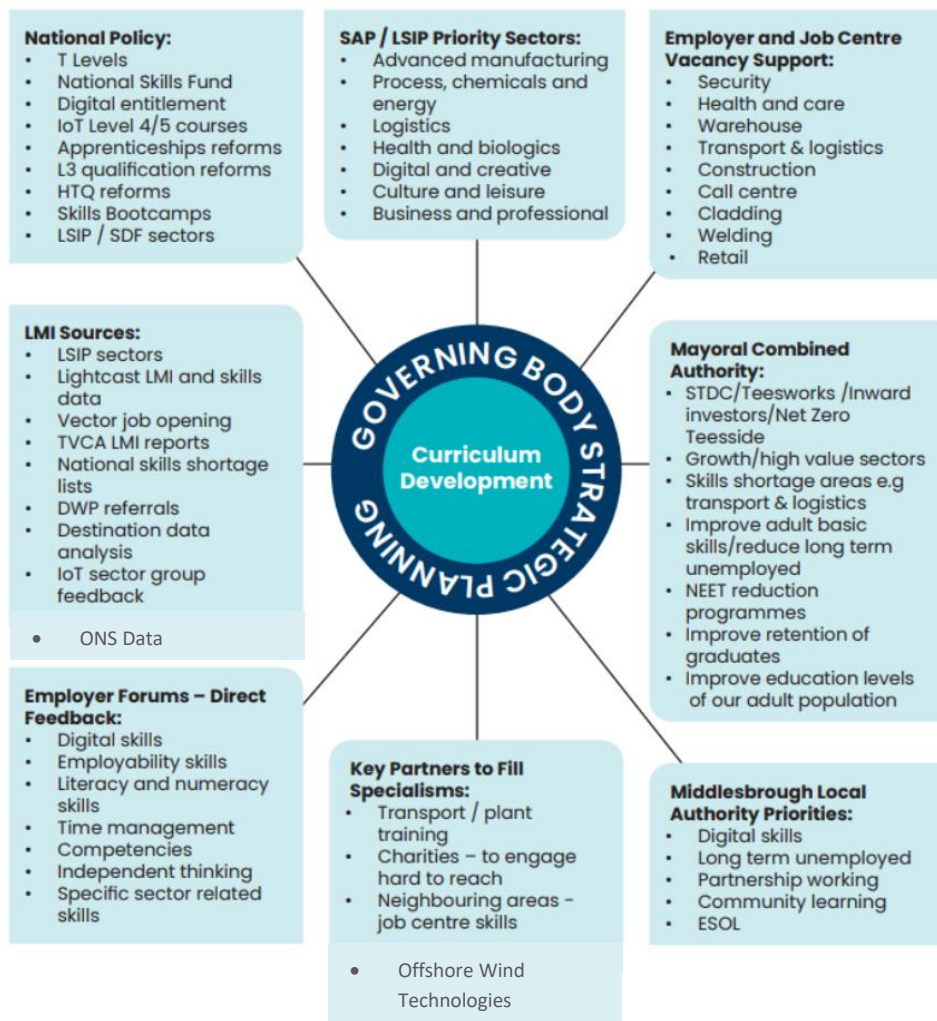 National Policy:
• T Levels
• National Skills Fund
• Digital entitlement
• IoT Level 4/5 courses
• Apprenticeships reforms
• L3 qualification reforms
• HTQ reforms
• Skills Bootcamps
• LSIP / SDF sectors
SAP / LSIP Priority Sectors:
• Advanced manufacturing
• Process, chemicals and
energy
• Logistics
• Health and biologics
• Digital and creative
• Culture and leisure
• Business and professional
Employer and Job Centre
Vacancy Support:
• Security
• Health and care
• Warehouse
• Transport & logistics
• Construction
• Call centre
• Cladding
• Welding
• Retail
LMI Sources:
• LSIP sectors
• Lightcast LMI and skills
data
• Vector job opening
• TVCA LMI reports
• National skills shortage
lists
• DWP referrals
• Destination data
analysis
• IoT sector group
feedback
• ONS Data
GOVERNING BODY STRATEGIC PLANNING
Curriculum
Development
Mayoral Combined
Authority:
• STDC/Teesworks /Inward
investors/Net Zero
Teesside
• Growth/high value sectors
• Skills shortage areas e.g
transport & logistics
• Improve adult basic
skills/reduce long term
unemployed
• NEET reduction
programmes
• Improve retention of
graduates
• Improve education levels
of our adult population
Employer Forums – Direct
Feedback:
• Digital skills
• Employability skills
• Literacy and numeracy
skills
• Time management
• Competencies
• Independent thinking
• Specific sector related
skills
Key Partners to Fill
Specialisms:
• Transport / plant
training
• Charities – to engage
hard to reach
• Neighbouring areas -
job centre skills
• Offshore Wind
Technologies
Middlesbrough Local
Authority Priorities:
• Digital skills
• Long term unemployed
• Partnership working
• Community learning
• ESOL